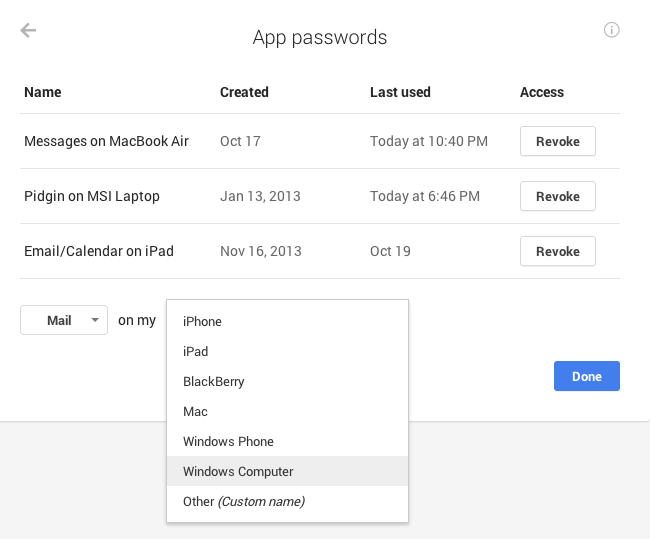 App passwords
Name Created Last used Access
Messages on MacBook Air Oct 17 Today at 10:40 PM Revoke
Pidgin on MSI Laptop Jan 13, 2013 Today at 6:46 PM Revoke
Email/Calendar on iPad Nov 16, 2013 Oct 19 Revoke
Mail on my
iPhone
iPad
BlackBerry
Done
Mac
Windows Phone
Windows Computer
Other (Custom name)